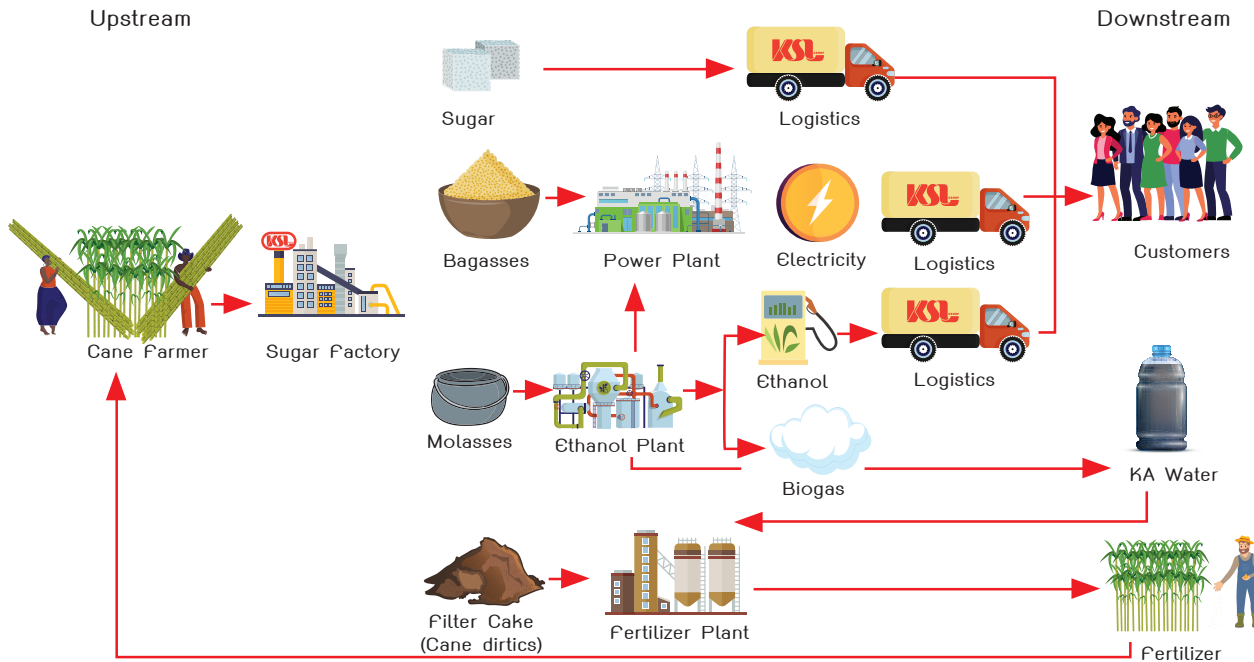 Upstream
Downstream
KSL
Sugar
Logistics
KSL
Bagasses
Power Plant
Electricity
Logistics
Customers
KSL
Cane Farmer
Sugar Factory
KSL
Ethanol
Logistics
Molasses
Ethanol Plant
Biogas
KA Water
Filter Cake
(Cane dirtics)
Fertilizer Plant
Fertilizer